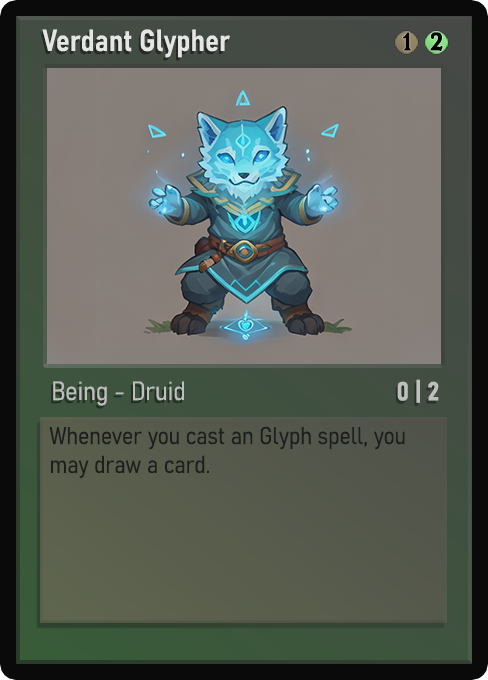 Verdant Glypher 1 2
Being - Druid 0|2
Whenever you cast an Glyph spell, you
may draw a card.